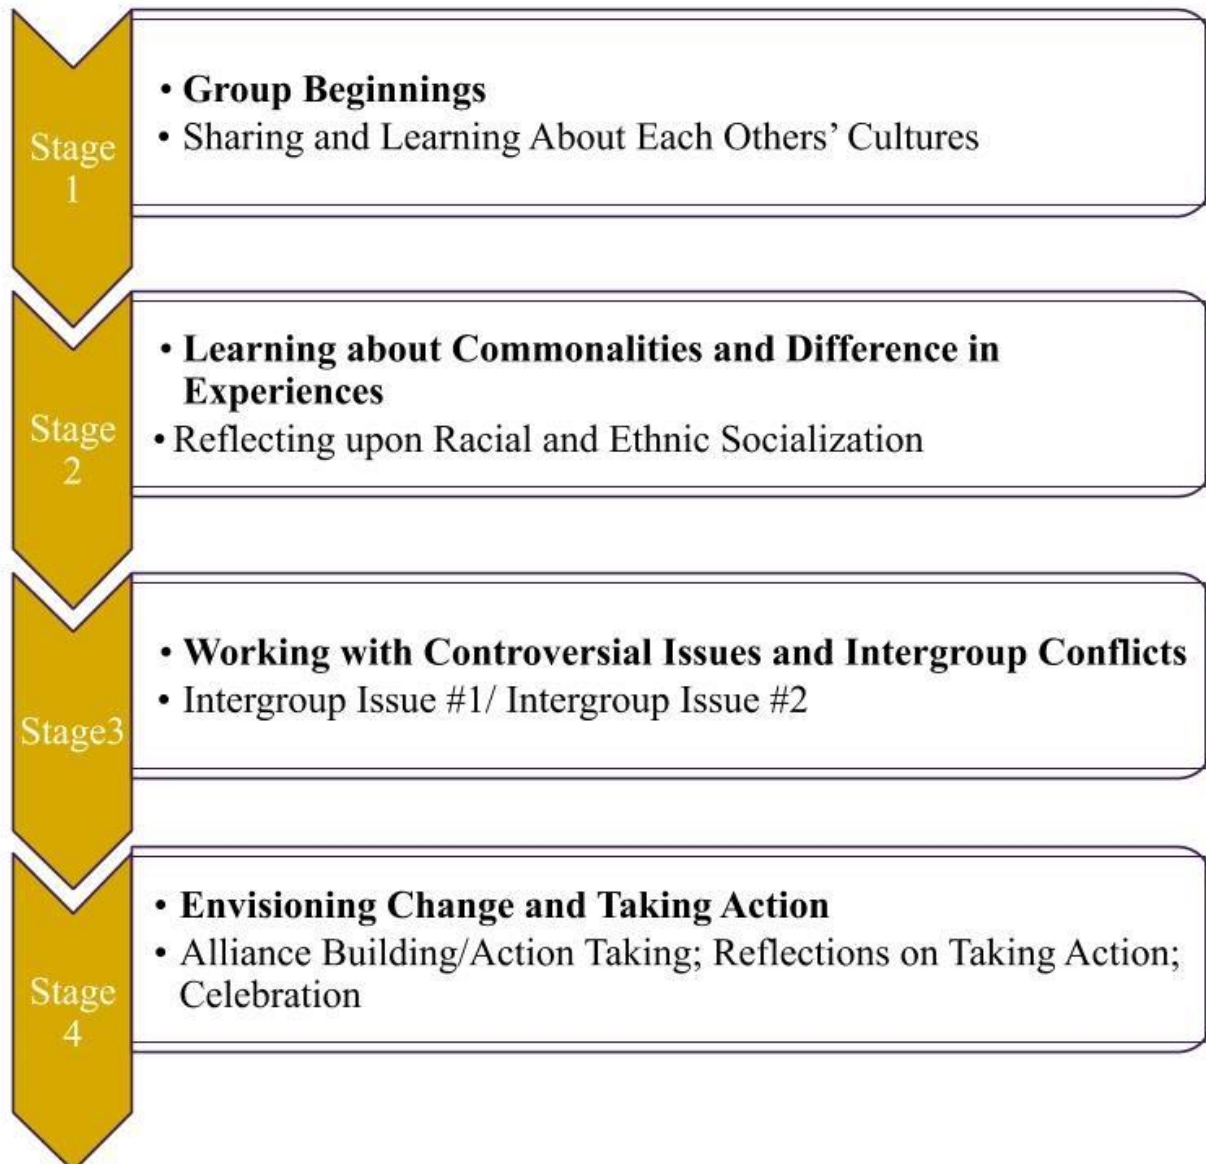 Stage
1
• Group Beginnings
• Sharing and Learning About Each Others’ Cultures
Stage
2
• Learning about Commonalities and Difference in
Experiences
• Reflecting upon Racial and Ethnic Socialization
Stage3
• Working with Controversial Issues and Intergroup Conflicts
• Intergroup Issue #1/ Intergroup Issue #2
Stage
4
• Envisioning Change and Taking Action
• Alliance Building/Action Taking; Reflections on Taking Action;
Celebration